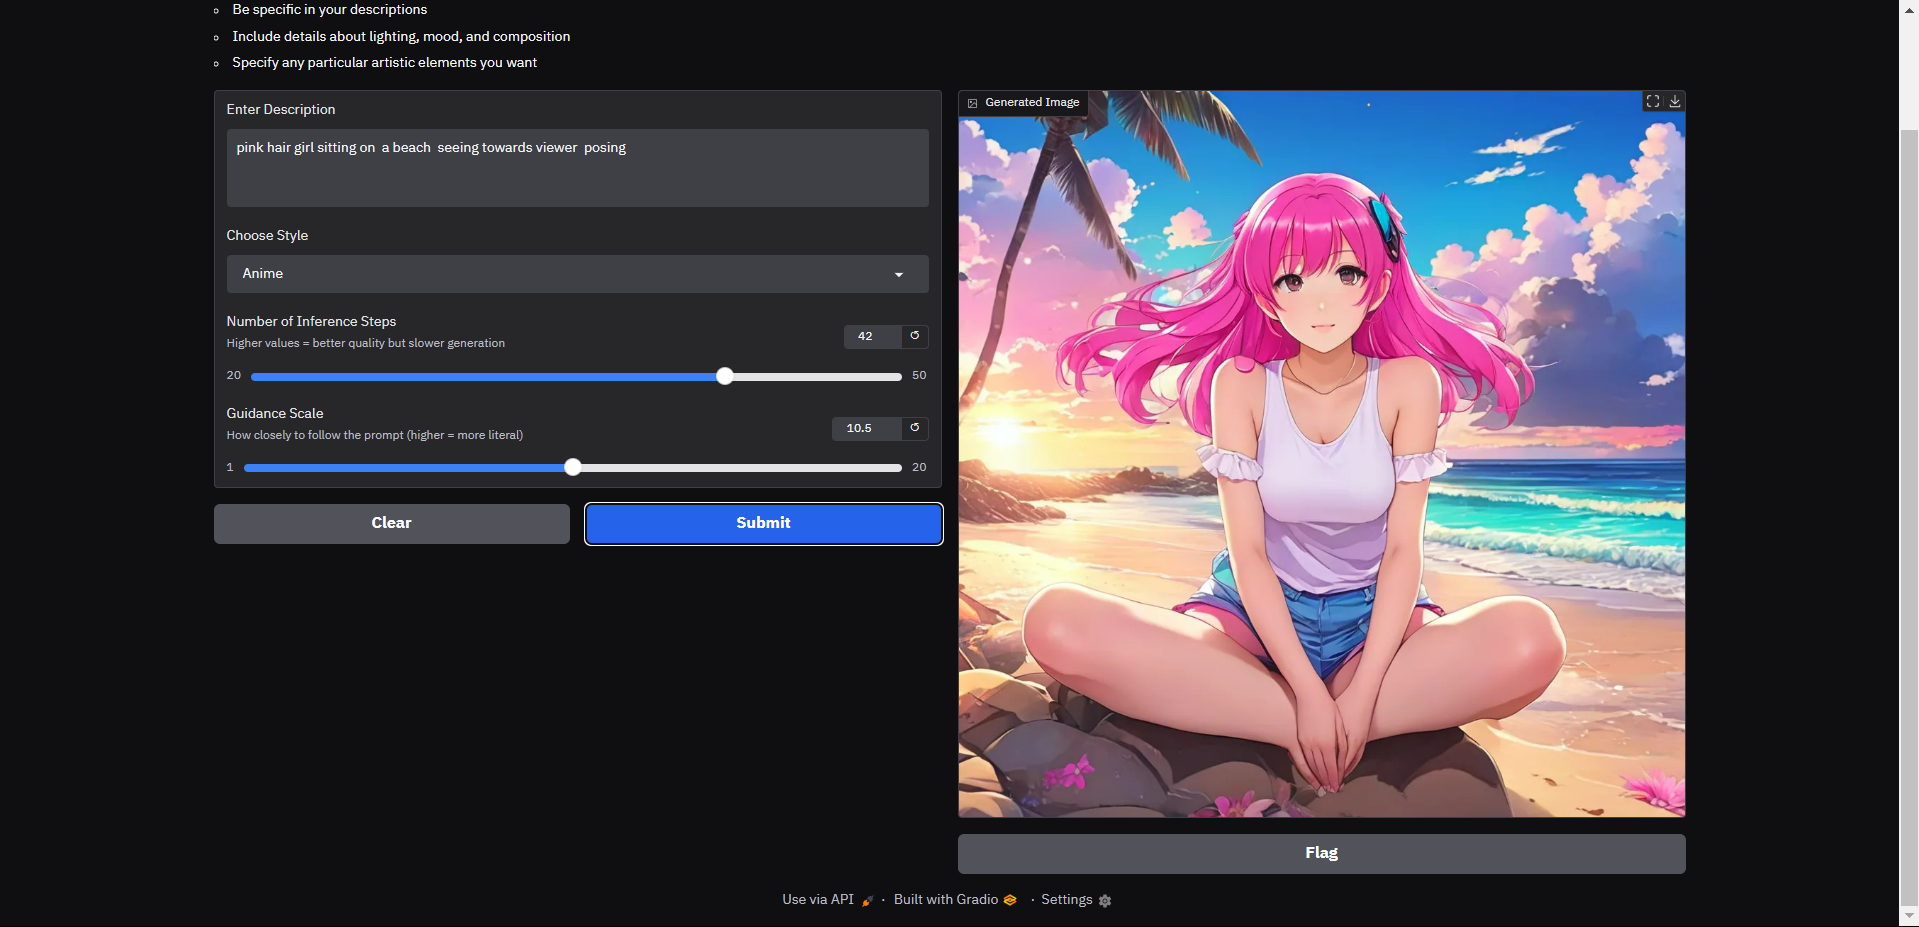 Be specific in your descriptions
Include details about lighting, mood, and composition
Specify any particular artistic elements you want
Enter Description
pink hair girl sitting on  a beach  seeing towards viewer  posing
Choose Style
Anime
Number of Inference Steps
Higher values = better quality but slower generation
42
20
50
Guidance Scale
How closely to follow the prompt (higher = more literal)
10.5
1
20
Clear
Submit
Generated Image
Flag
Use via API · Built with Gradio · Settings